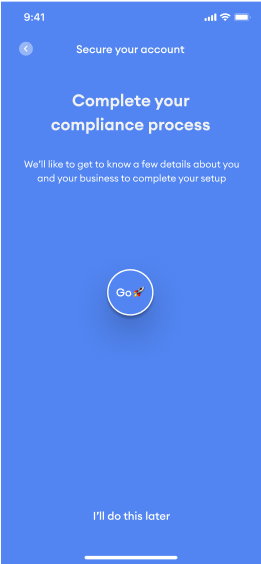 9:41
Secure your account
Complete your
compliance process
We'll like to get to know a few details about you
and your business to complete your setup
Go🚀
I'll do this later